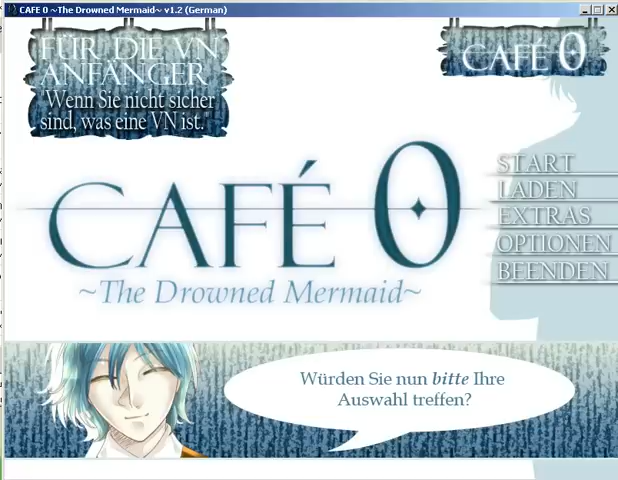 CAFE 0 ~The Drowned Mermaid~ v1.2 (German)
FÜR DIE VN
ANFÄNGER
"Wenn Sie nicht sicher
sind, was eine VN ist."
CAFÉ 0
CAFÉ 0
~The Drowned Mermaid~
START
LADEN
EXTRAS
OPTIONEN
BEENDEN
Würden Sie nun bitte Ihre
Auswahl treffen?